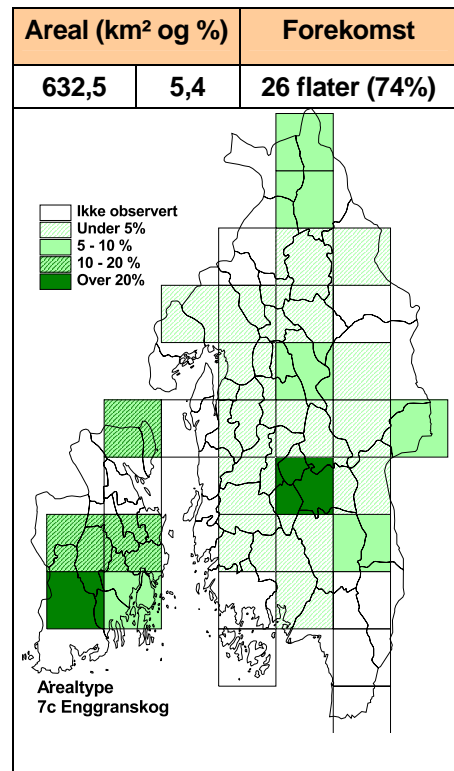 Areal (km² og %) Forekomst
632,5 5,4 26 flater (74%)
Ikke observert
Under 5%
5 - 10 %
10 - 20 %
Over 20%
Arealtype
7c Enggranskog